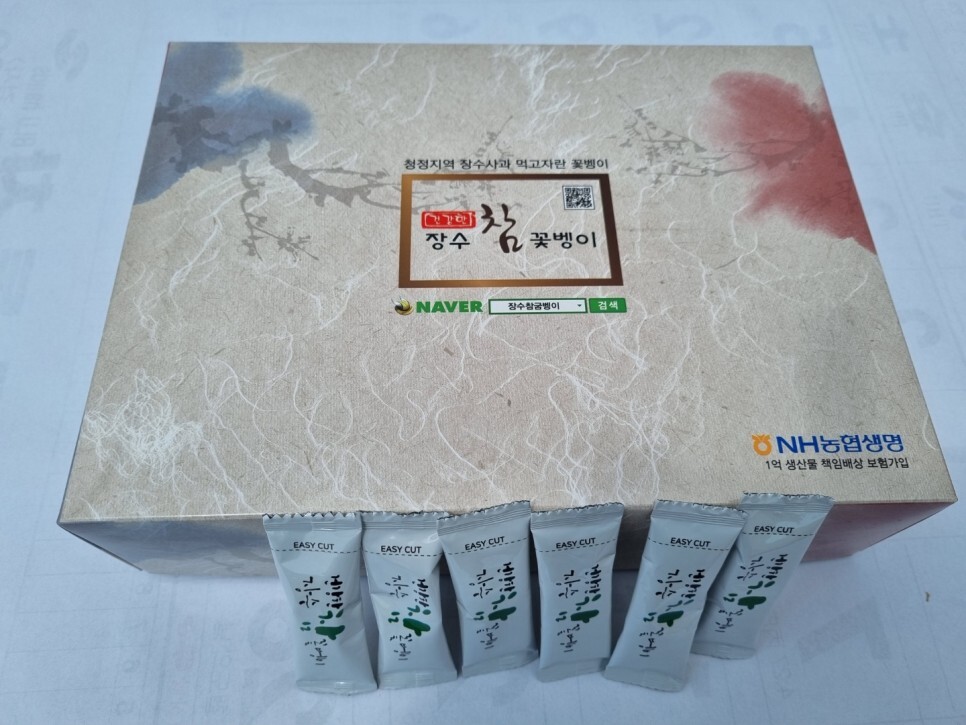 청정지역 장수사과 먹고자란 꽃벵이
건강한
장수 참 꽃벵이
NAVER 장수참굼벵이 검색
NH농협생명
1억 생산물 책임배상 보험가입
EASY CUT
EASY CUT
EASY CUT
EASY CUT
EASY CUT
EASY CUT